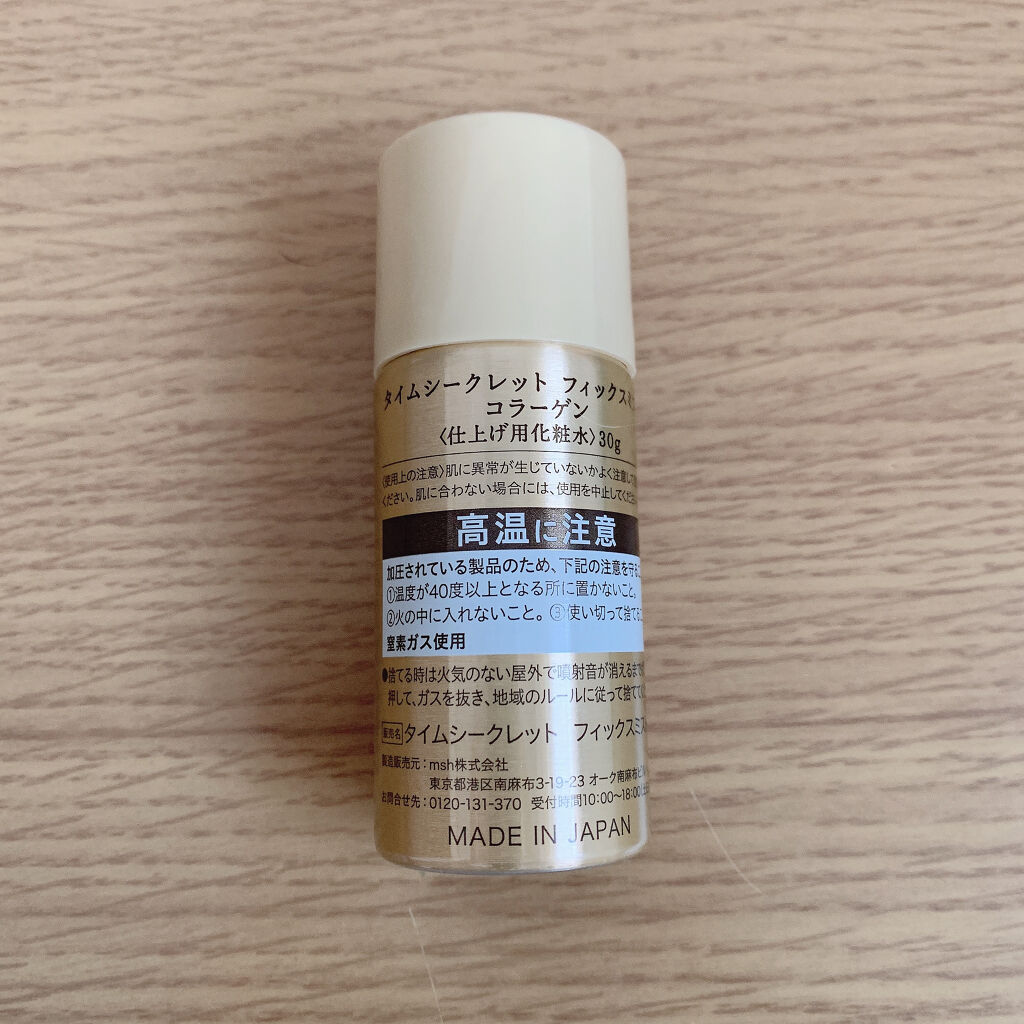 タイムシークレット フィックスミ
コラーゲン
〈仕上げ用化粧水〉30g
〈使用上の注意〉肌に異常が生じていないかよく注意して
ください。肌に合わない場合には、使用を中止してくださ
高温に注意
加圧されている製品のため、下記の注意を守る
①温度が40度以上となる所に置かないこと。
②火の中に入れないこと。③使い切って捨てるこ
窒素ガス使用
●捨てる時は火気のない屋外で噴射音が消えるまで
押して、ガスを抜き、地域のルールに従って捨てて
販売名 タイムシークレット フィックスミス
製造販売元：msh株式会社
東京都港区南麻布3-19-23 オーク南麻布ビル
お問合せ先：0120-131-370 受付時間10:00～18:00
MADE IN JAPAN